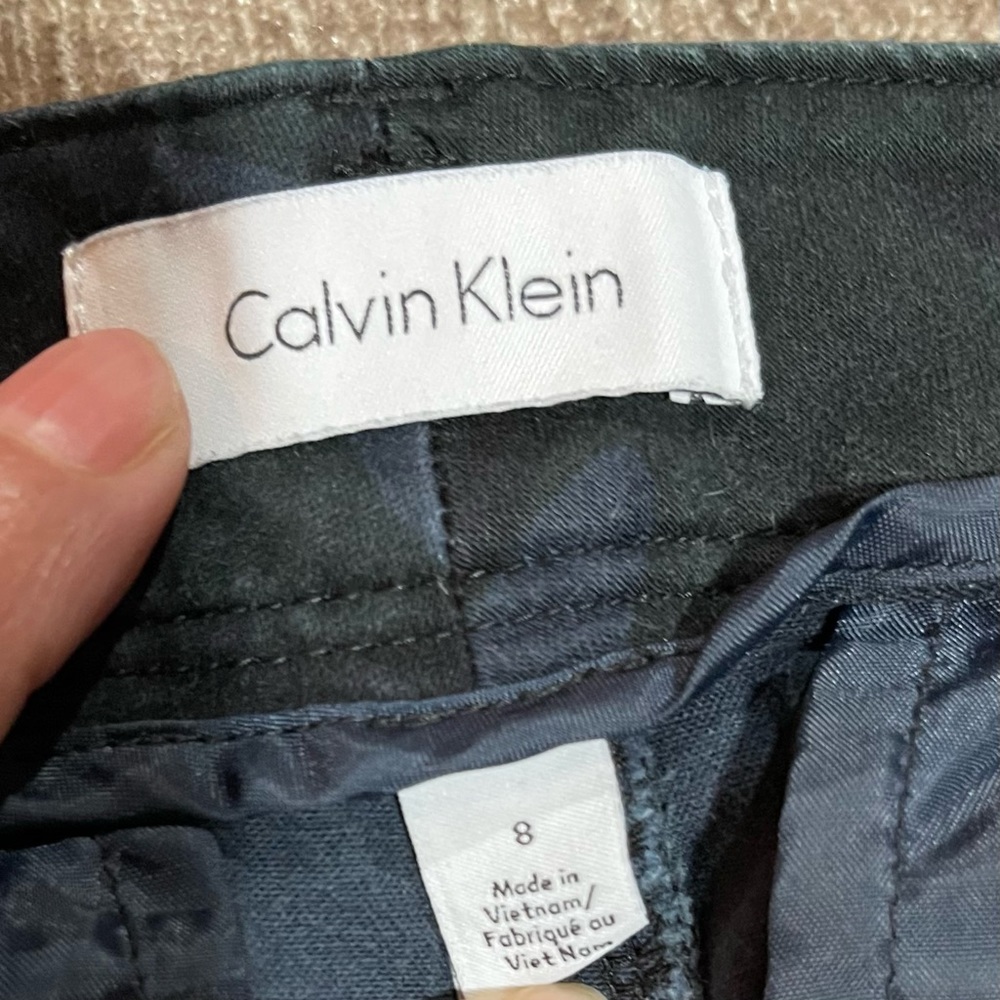 Calvin Klein
8
Made in
Vietnam/
Fabriqué au
Viet Nam